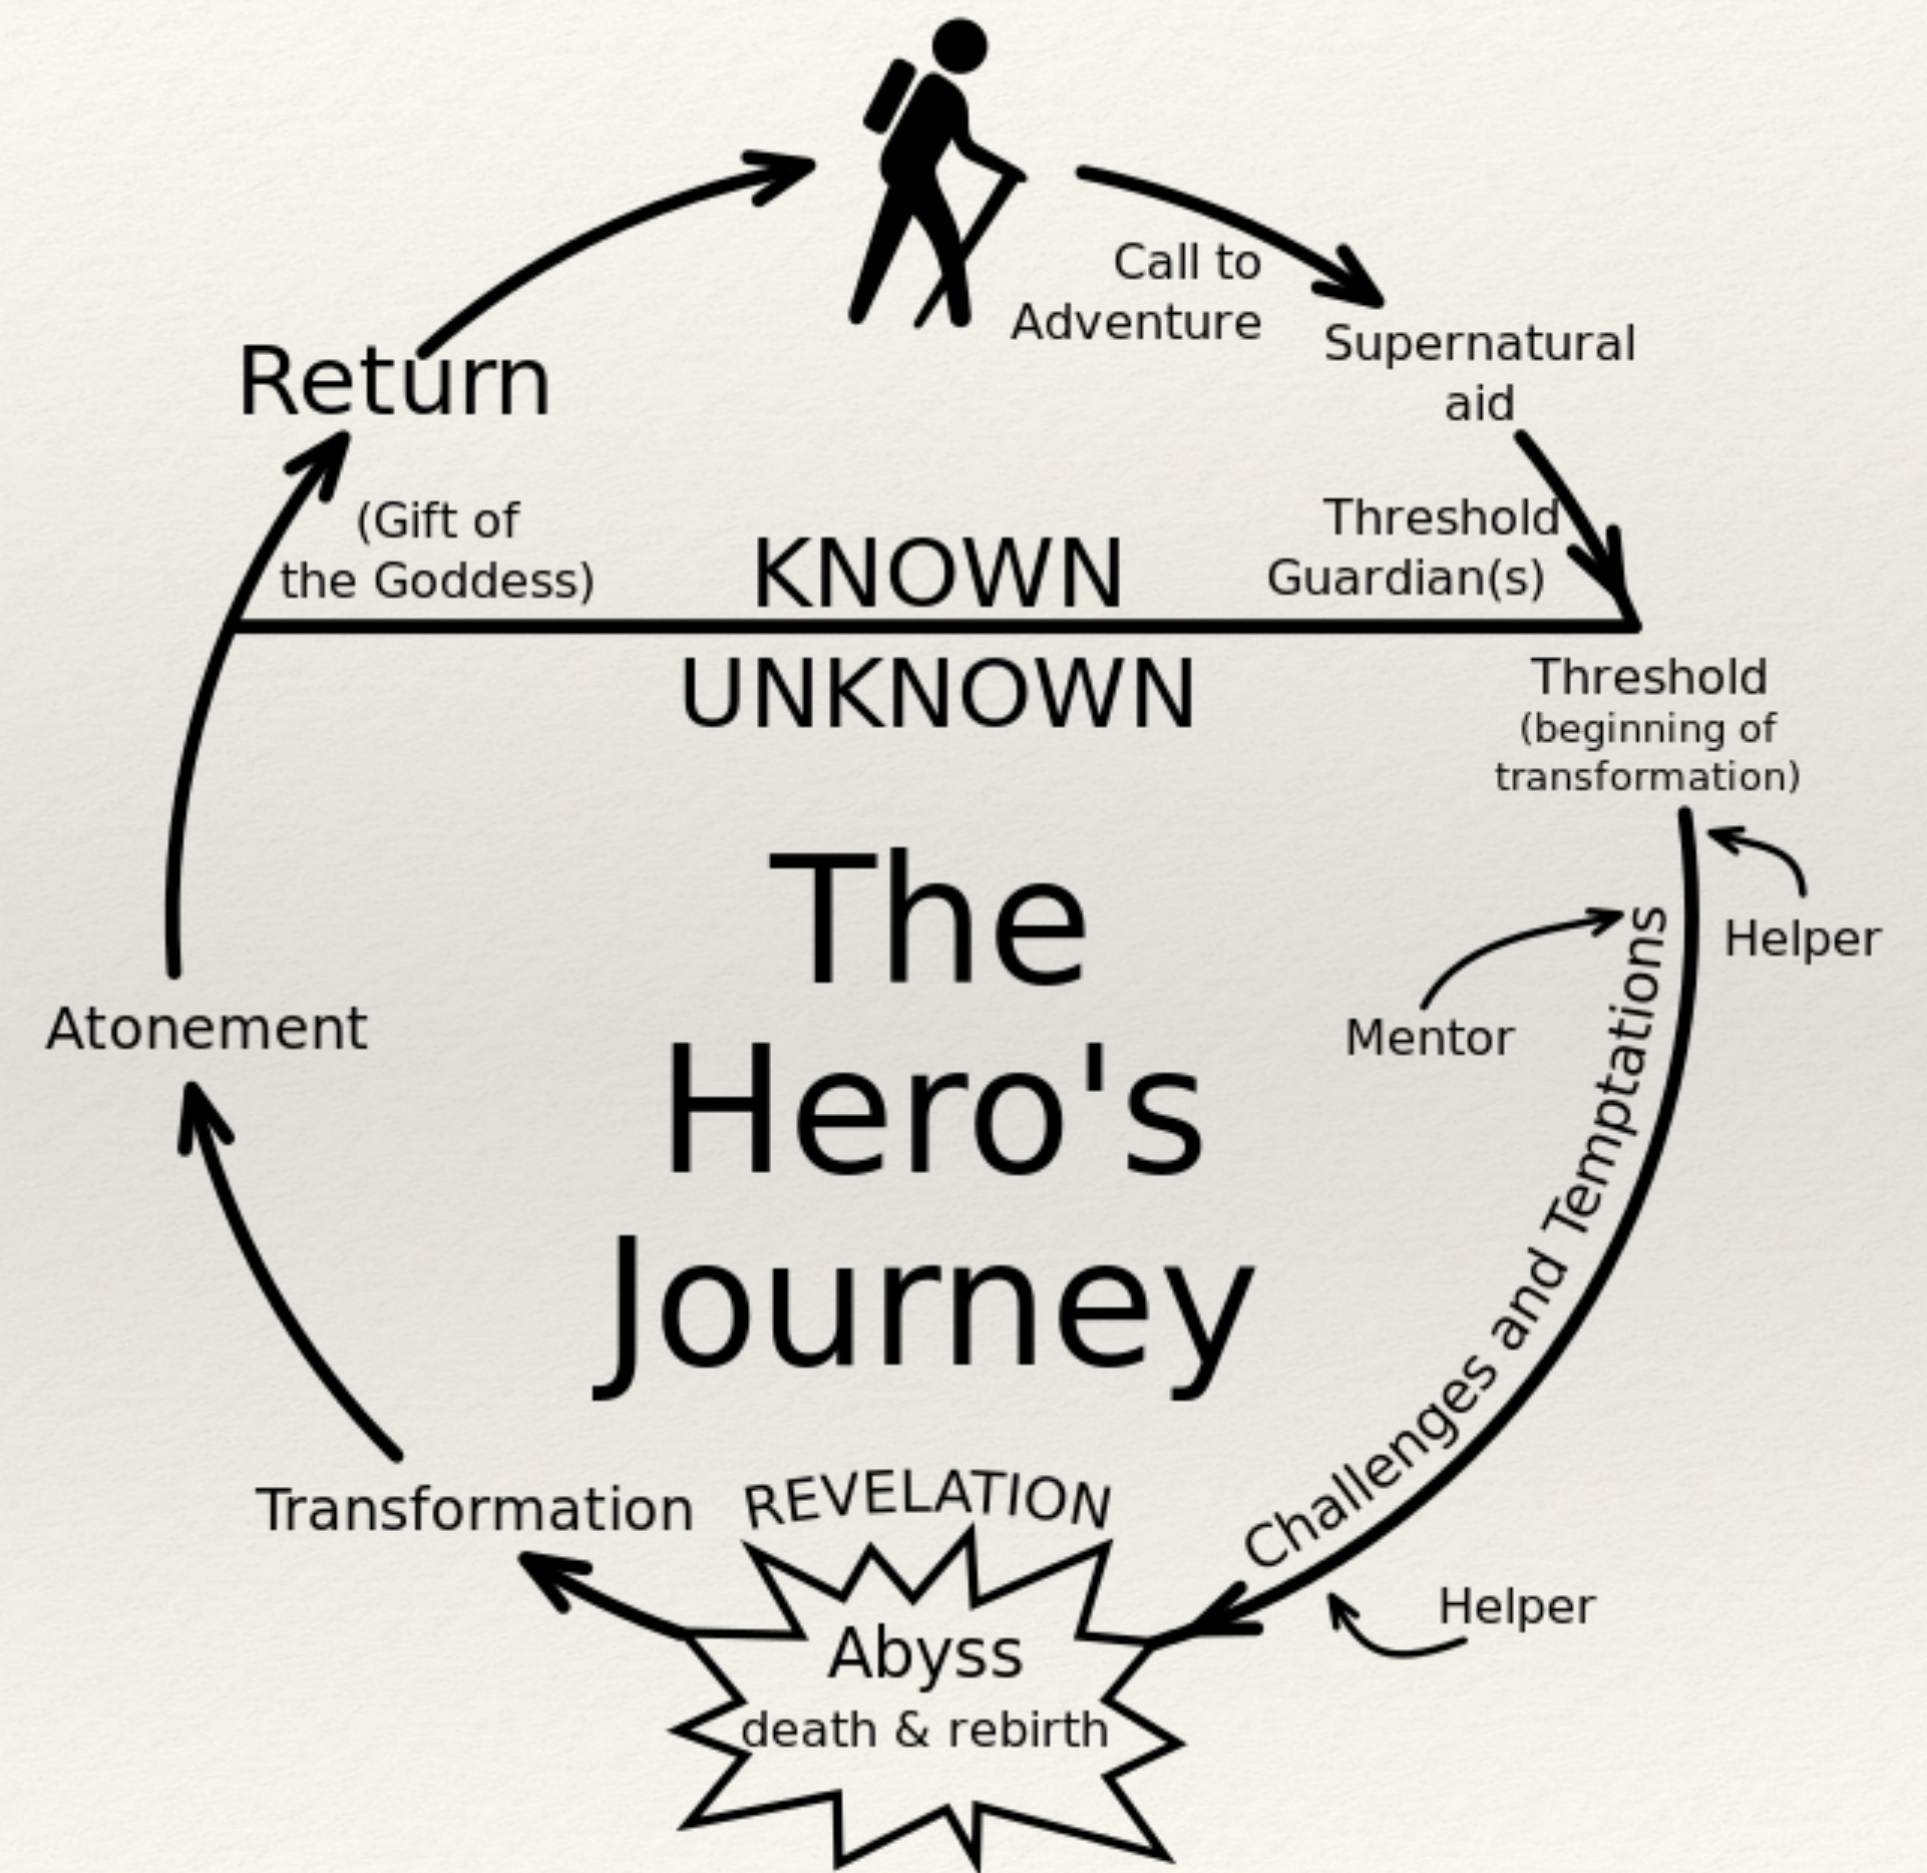 Call to
Adventure
Supernatural
aid
Return
(Gift of
the Goddess)
KNOWN
Threshold
Guardian(s)
UNKNOWN
Threshold
(beginning of
transformation)
The
Hero's
Journey
Helper
Mentor
Challenges and Temptations
Atonement
Transformation
REVELATION
Abyss
death & rebirth
Helper